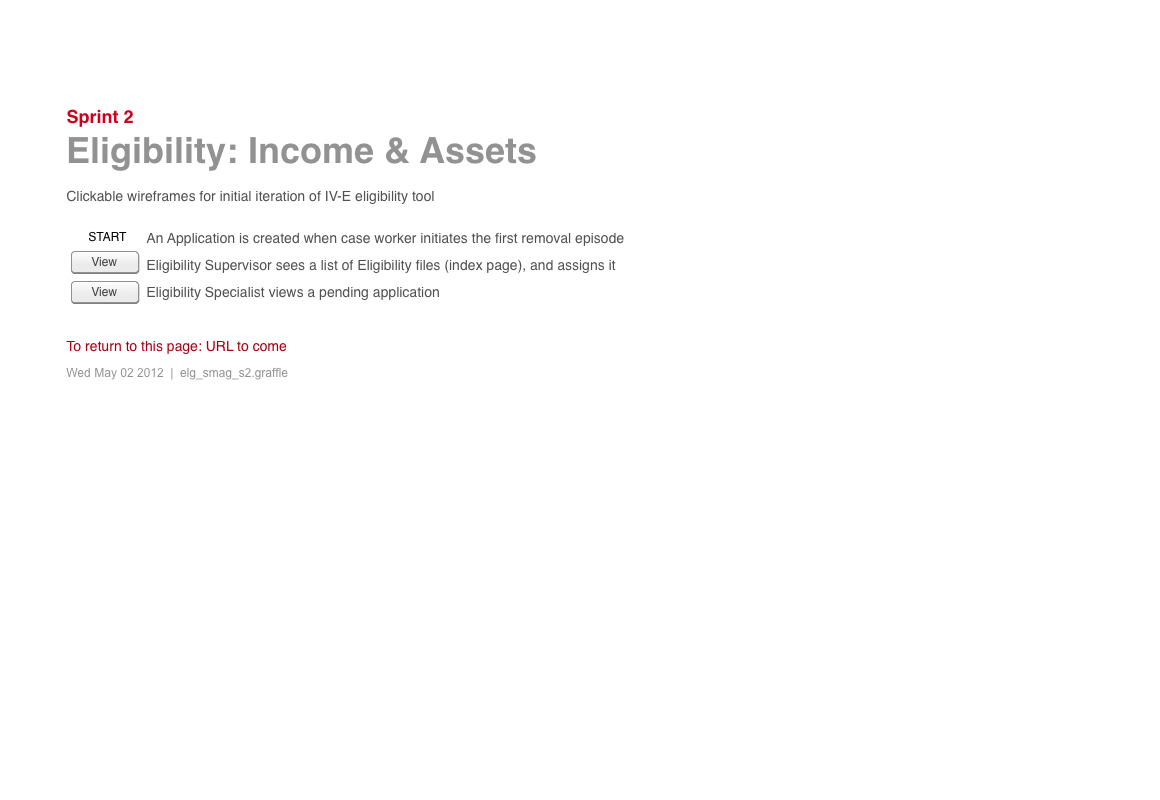 Sprint 2
Eligibility: Income & Assets
Clickable wireframes for initial iteration of IV-E eligibility tool
START An Application is created when case worker initiates the first removal episode
View Eligibility Supervisor sees a list of Eligibility files (index page), and assigns it
View Eligibility Specialist views a pending application
To return to this page: URL to come
Wed May 02 2012 | elg_smag_s2.graffle